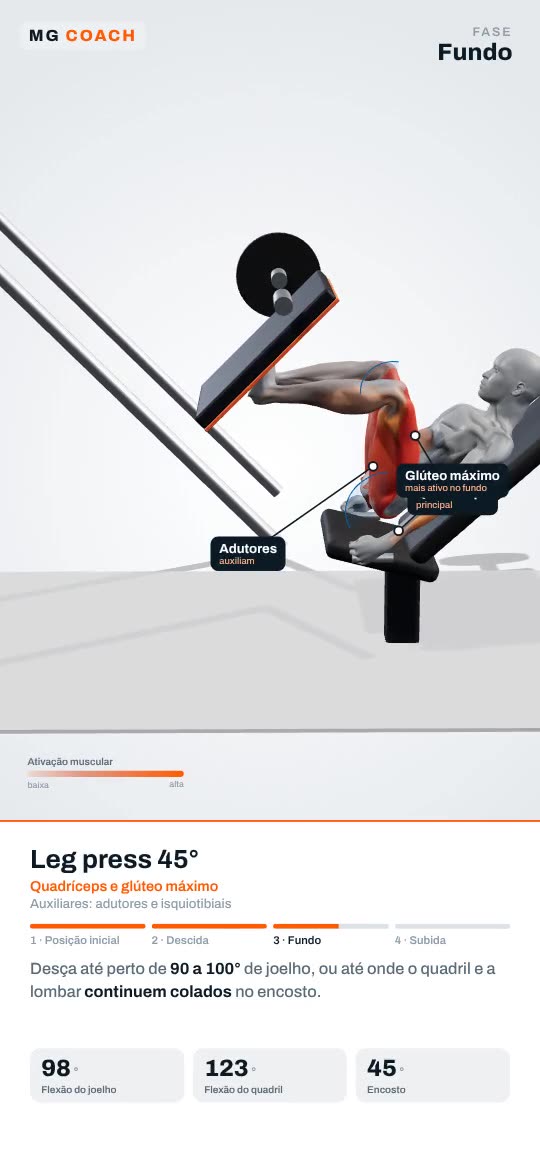 MG COACH
FASE
Fundo
Glúteo máximo
mais ativo no fundo
principal
Adutores
auxiliam
Ativação muscular
baixa
alta
Leg press 45°
Quadríceps e glúteo máximo
Auxiliares: adutores e isquiotibiais
1 · Posição inicial
2 · Descida
3 · Fundo
4 · Subida
Desça até perto de 90 a 100° de joelho, ou até onde o quadril e a
lombar continuem colados no encosto.
98°
Flexão do joelho
123°
Flexão do quadril
45°
Encosto